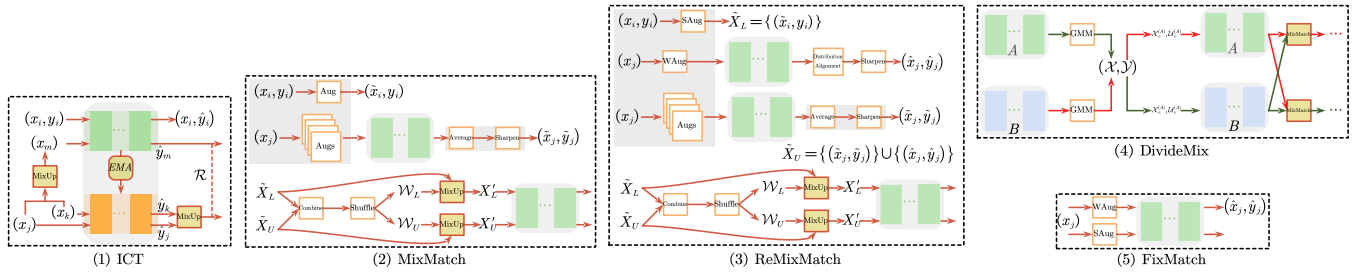 (x_i, y_i)
(x_i, ŷ_i)
(x_m)
ŷ_m
MixUp
EMA
R
(x_k)
ŷ_k
MixUp
(x_j)
ŷ_j
(1) ICT
(x_i, y_i)
Aug
(x̃_i, y_i)
(x_j)
Augs
Average
Sharpen
(x̃_j, ỹ_j)
X̃_L
X̃_U
Combine
Shuffle
W_L
MixUp
X'_L
W_U
MixUp
X'_U
(2) MixMatch
(x_i, y_i)
SAug
X̃_L = {(x̃_i, y_i)}
(x_j)
WAug
Distribution
Alignment
Sharpen
(x̂_j, ŷ_j)
(x_j)
Augs
Average
Sharpen
(x̃_j, ỹ_j)
X̃_U = {(x̃_j, ỹ_j)} ∪ {(x̂_j, ŷ_j)}
X̃_L
X̃_U
Combine
Shuffle
W_L
MixUp
X'_L
W_U
MixUp
X'_U
(3) ReMixMatch
A
GMM
A
MixMatch
(X, Y)
B
GMM
B
MixMatch
(4) DivideMix
(x_j)
WAug
SAug
(x̂_j, ŷ_j)
(5) FixMatch